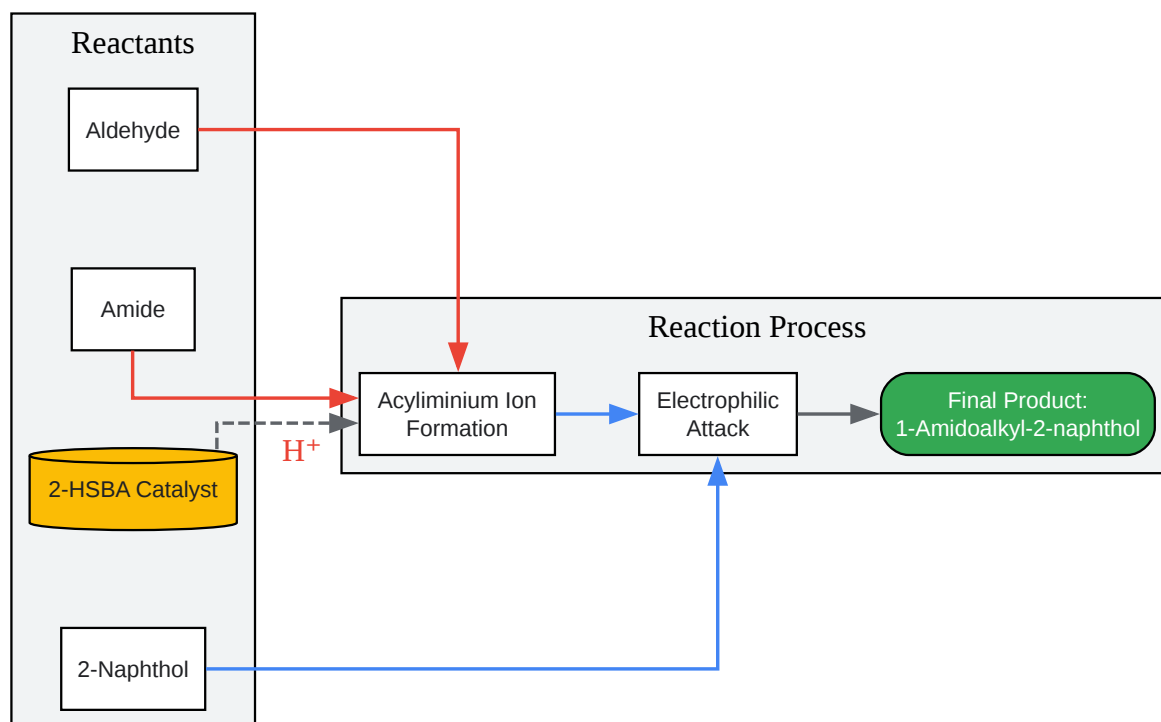 Reactants
Aldehyde
Amide
2-HSBA Catalyst
2-Naphthol
H⁺
Reaction Process
Acyliminium Ion
Formation
Electrophilic
Attack
Final Product:
1-Amidoalkyl-2-naphthol